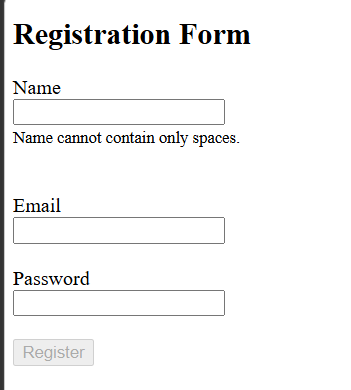 Registration Form
Name
Name cannot contain only spaces.
Email
Password
Register